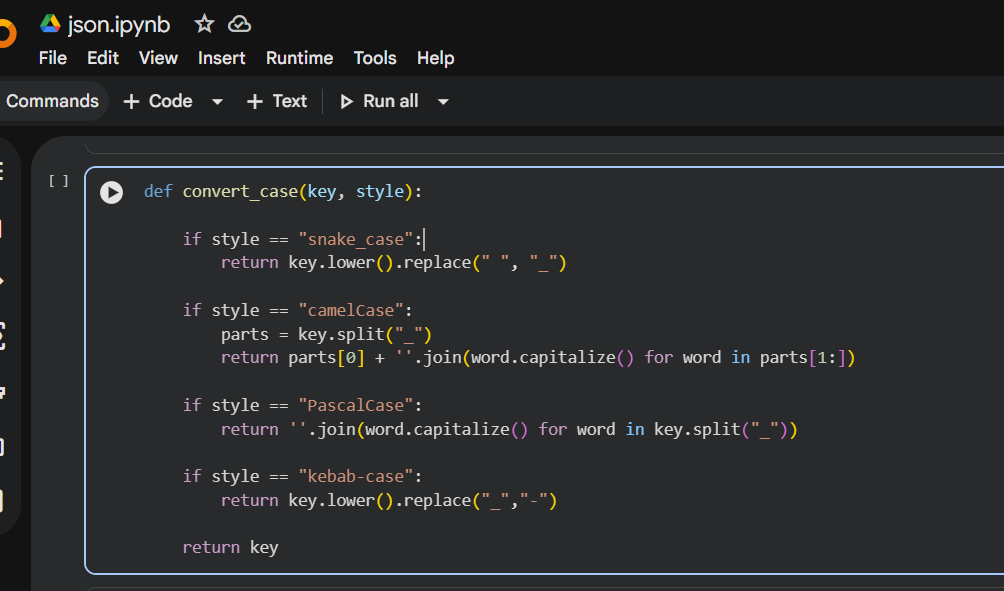 json.ipynb
File Edit View Insert Runtime Tools Help
Commands + Code + Text Run all
[ ]
def convert_case(key, style):
    if style == "snake_case":
        return key.lower().replace(" ", "_")
    if style == "camelCase":
        parts = key.split("_")
        return parts[0] + ''.join(word.capitalize() for word in parts[1:])
    if style == "PascalCase":
        return ''.join(word.capitalize() for word in key.split("_"))
    if style == "kebab-case":
        return key.lower().replace("_","-")
    return key